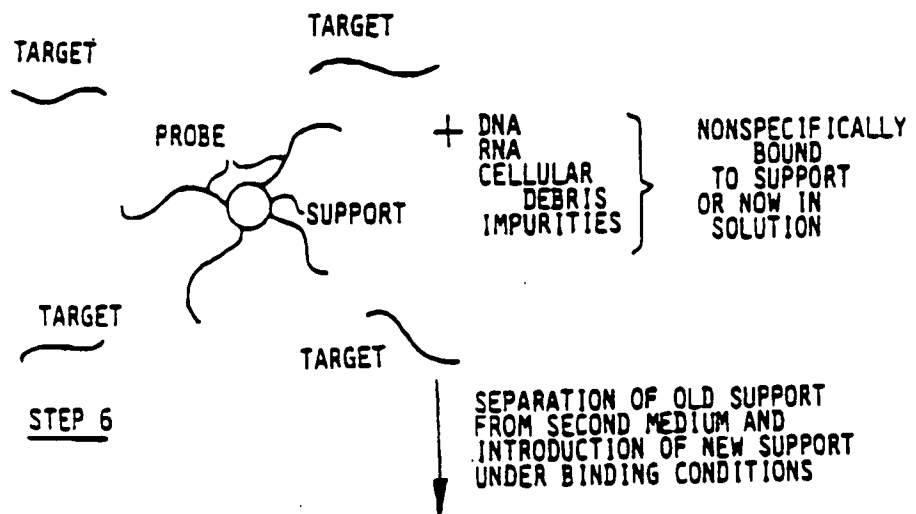 TARGET
TARGET
PROBE
SUPPORT
+ DNA
RNA
CELLULAR
DEBRIS
IMPURITIES
NONSPECIFICALLY
BOUND
TO SUPPORT
OR NOW IN
SOLUTION
TARGET
TARGET
STEP 6
SEPARATION OF OLD SUPPORT
FROM SECOND MEDIUM AND
INTRODUCTION OF NEW SUPPORT
UNDER BINDING CONDITIONS